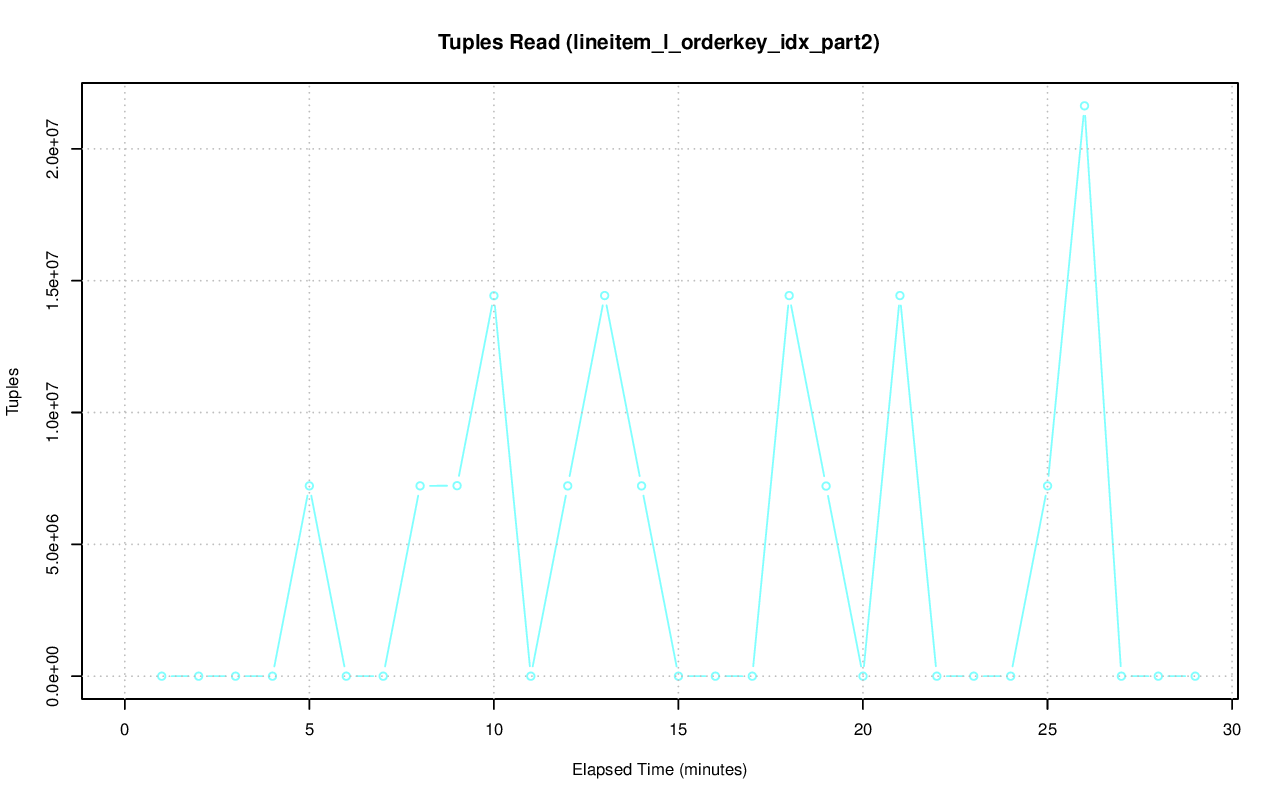 Tuples Read (lineitem_l_orderkey_idx_part2)
2.0e+07
1.5e+07
1.0e+07
5.0e+06
0.0e+00
Tuples
0 5 10 15 20 25 30
Elapsed Time (minutes)